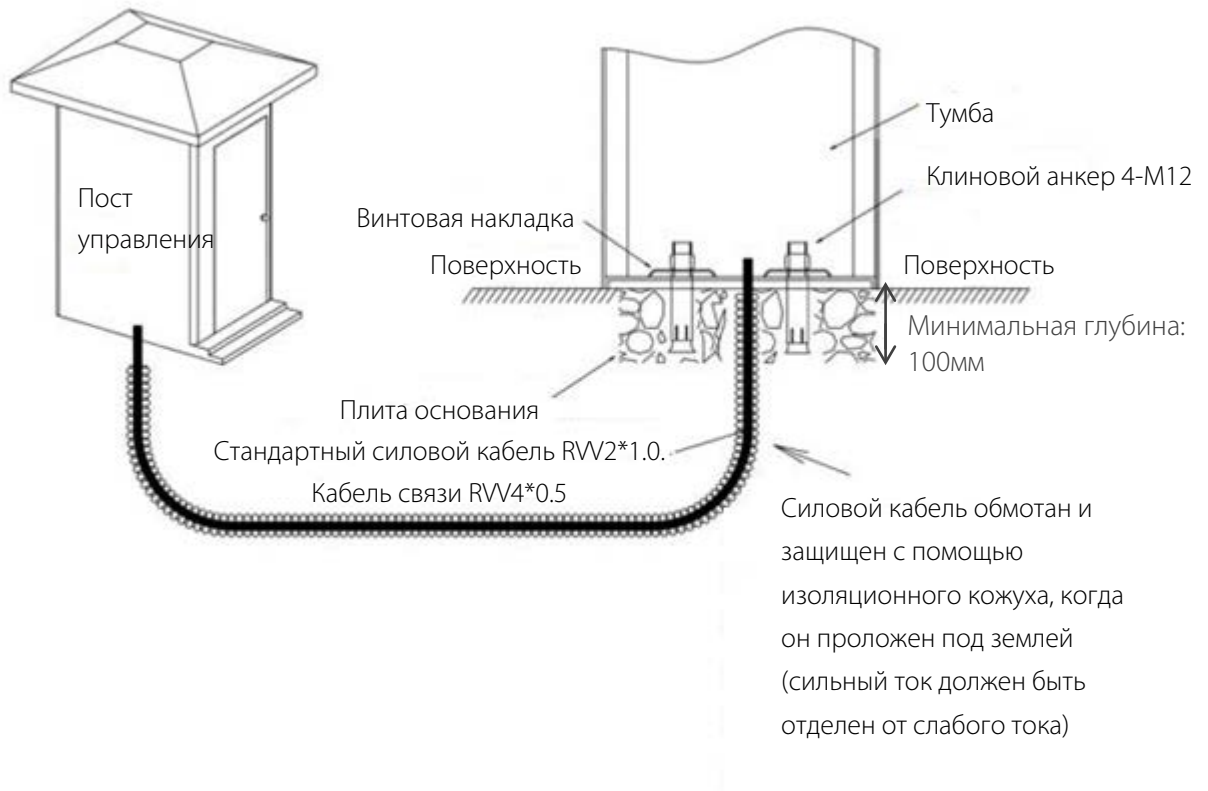 Тумба
Клиновой анкер 4-М12
Пост
управления
Винтовая накладка
Поверхность
Поверхность
Минимальная глубина:
100мм
Плита основания
Стандартный силовой кабель RVV2*1.0.
Кабель связи RVV4*0.5
Силовой кабель обмотан и
защищен с помощью
изоляционного кожуха, когда
он проложен под землей
(сильный ток должен быть
отделен от слабого тока)